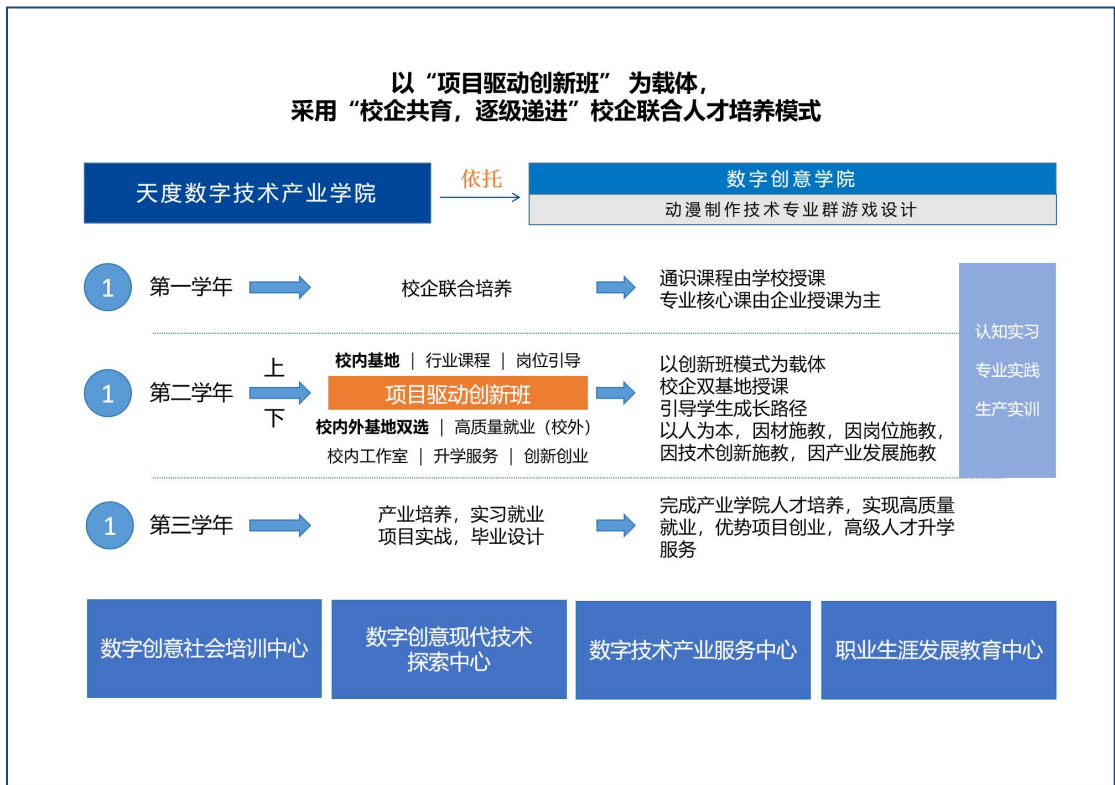 以“项目驱动创新班” 为载体，
采用“校企共育，逐级递进”校企联合人才培养模式
天度数字技术产业学院
依托
数字创意学院
动漫制作技术专业群游戏设计
1
第一学年
校企联合培养
通识课程由学校授课
专业核心课由企业授课为主
1
第二学年
上
下
校内基地 | 行业课程 | 岗位引导
项目驱动创新班
校内外基地双选 | 高质量就业（校外）
校内工作室 | 升学服务 | 创新创业
以创新班模式为载体
校企双基地授课
引导学生成长路径
以人为本，因材施教，因岗位施教，
因技术创新施教，因产业发展施教
认知实习
专业实践
生产实训
1
第三学年
产业培养，实习就业
项目实战，毕业设计
完成产业学院人才培养，实现高质量
就业，优势项目创业，高级人才升学
服务
数字创意社会培训中心
数字创意现代技术
探索中心
数字技术产业服务中心
职业生涯发展教育中心